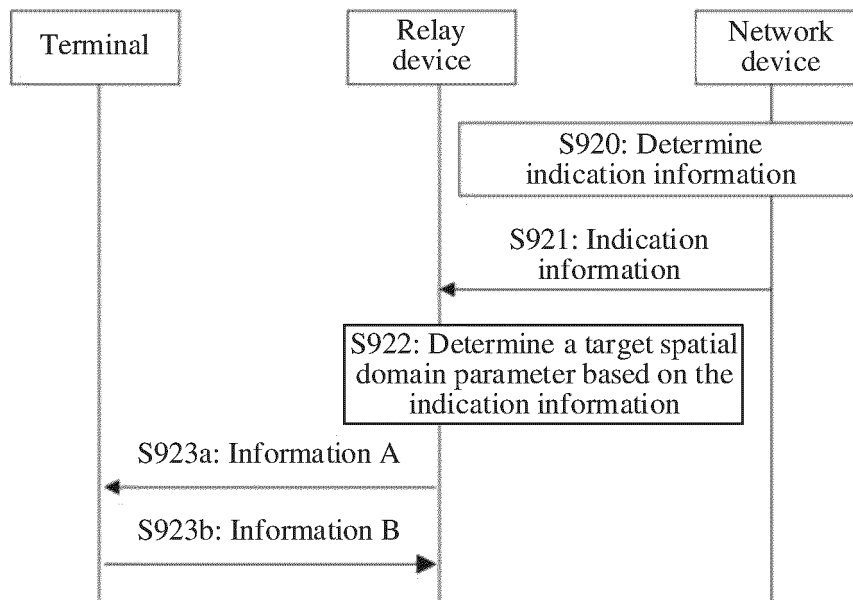 Terminal
Relay
device
Network
device
S920: Determine
indication information
S921: Indication
information
S922: Determine a target spatial
domain parameter based on the
indication information
S923a: Information A
S923b: Information B